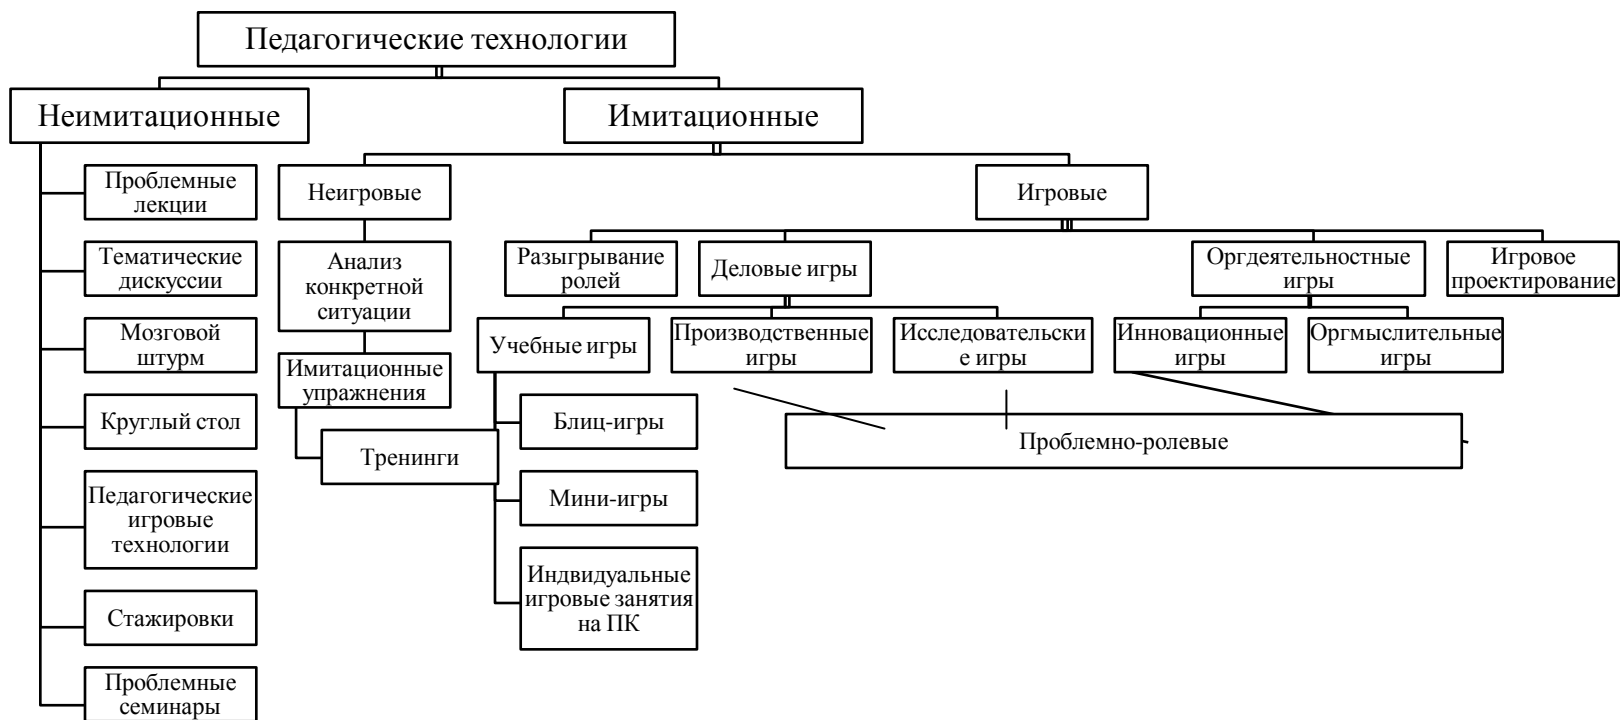 Педагогические технологии
Неимитационные
Имитационные
Проблемные
лекции
Тематические
дискуссии
Мозговой
штурм
Круглый стол
Педагогические
игровые
технологии
Стажировки
Проблемные
семинары
Неигровые
Анализ
конкретной
ситуации
Имитационные
упражнения
Тренинги
Игровые
Разыгрывание
ролей
Деловые игры
Учебные игры
Блиц-игры
Мини-игры
Индвидуальные
игровые занятия
на ПК
Производственные
игры
Исследовательски
е игры
Оргдеятельностные
игры
Инновационные
игры
Оргмыслительные
игры
Игровое
проектирование
Проблемно-ролевые